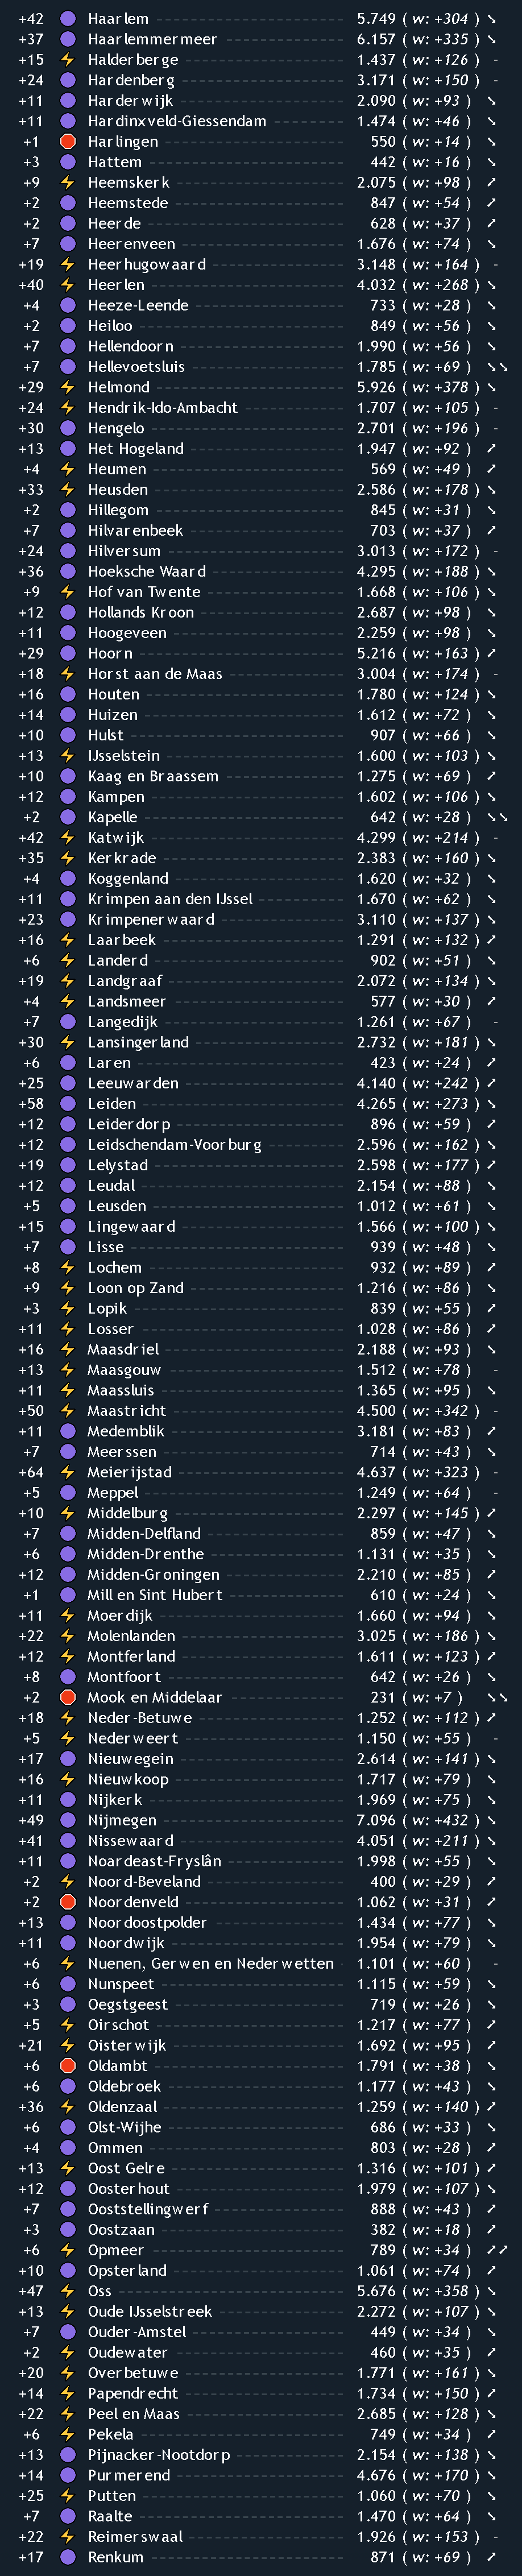 +42 Haarlem 5.749 ( w: +304 ) ↘
+37 Haarlemmermeer 6.157 ( w: +335 ) ↘
+15 ⚡ Halderberge 1.437 ( w: +126 ) -
+24 Hardenberg 3.171 ( w: +150 ) -
+11 Harderwijk 2.090 ( w: +93 ) ↘
+11 Hardinxveld-Giessendam 1.474 ( w: +46 ) ↘
+1 Harlingen 550 ( w: +14 ) ↘
+3 Hattem 442 ( w: +16 ) ↘
+9 ⚡ Heemskerk 2.075 ( w: +98 ) ↗
+2 Heemstede 847 ( w: +54 ) ↗
+2 Heerde 628 ( w: +37 ) ↗
+7 Heerenveen 1.676 ( w: +74 ) ↘
+19 ⚡ Heerhugowaard 3.148 ( w: +164 )
+40 ⚡ Heerlen 4.032 ( w: +268 ) ↘
+4 Heeze-Leende 733 ( w: +28 ) ↘
+2 Heiloo 849 ( w: +56 ) ↘
+7 Hellendoorn 1.990 ( w: +56 ) ↘
+7 Hellevoetsluis 1.785 ( w: +69 ) ↘↘
+29 ⚡ Helmond 5.926 ( w: +378 ) ↘
+24 ⚡ Hendrik-Ido-Ambacht 1.707 ( w: +105 ) -
+30 Hengelo 2.701 ( w: +196 ) -
+13 Het Hogeland 1.947 ( w: +92 ) ↗
+4 ⚡ Heumen 569 ( w: +49 ) ↗
+33 ⚡ Heusden 2.586 ( w: +178 ) ↘
+2 Hillegom 845 ( w: +31 ) ↘
+7 Hilvarenbeek 703 ( w: +37 ) ↗
+24 Hilversum 3.013 ( w: +172 ) -
+36 Hoeksche Waard 4.295 ( w: +188 ) ↘
+9 ⚡ Hof van Twente 1.668 ( w: +106 ) ↘
+12 Hollands Kroon 2.687 ( w: +98 ) ↘
+11 Hoogeveen 2.259 ( w: +98 ) ↘
+29 Hoorn 5.216 ( w: +163 ) ↗
+18 ⚡ Horst aan de Maas 3.004 ( w: +174 ) -
+16 Houten 1.780 ( w: +124 ) ↘
+14 Huizen 1.612 ( w: +72 ) ↘
+10 Hulst 907 ( w: +66 ) ↘
+13 ⚡ IJsselstein 1.600 ( w: +103 ) ↘
+10 Kaag en Braassem 1.275 ( w: +69 ) ↗
+12 Kampen 1.602 ( w: +106 ) ↘
+2 Kapelle 642 ( w: +28 ) ↘↘
+42 ⚡ Katwijk 4.299 ( w: +214 )
+35 ⚡ Kerkrade 2.383 ( w: +160 ) ↘
+4 Koggenland 1.620 ( w: +32 ) ↘
+11 Krimpen aan den IJssel 1.670 ( w: +62 ) ↘
+23 Krimpenerwaard 3.110 ( w: +137 ) ↘
+16 ⚡ Laarbeek 1.291 ( w: +132 ) ↗
+6 ⚡ Landerd 902 ( w: +51 ) ↘
+19 ⚡ Landgraaf 2.072 ( w: +134 ) ↘
+4 ⚡ Landsmeer 577 ( w: +30 ) ↗
+7 Langedijk 1.261 ( w: +67 ) -
+30 ⚡ Lansingerland 2.732 ( w: +181 ) ↘
+6 Laren 423 ( w: +24 ) ↗
+25 Leeuwarden 4.140 ( w: +242 ) ↗
+58 Leiden 4.265 ( w: +273 ) ↘
+12 Leiderdorp 896 ( w: +59 ) ↗
+12 Leidschendam-Voorburg 2.596 ( w: +162 ) ↘
+19 Lelystad 2.598 ( w: +177 ) ↗
+12 Leudal 2.154 ( w: +88 ) ↘
+5 Leusden 1.012 ( w: +61 ) ↘
+15 Lingewaard 1.566 ( w: +100 ) ↘
+7 Lisse 939 ( w: +48 ) ↘
+8 ⚡ Lochem 932 ( w: +89 ) ↗
+9 ⚡ Loon op Zand 1.216 ( w: +86 ) ↘
+3 ⚡ Lopik 839 ( w: +55 ) ↗
+11 ⚡ Losser 1.028 ( w: +86 ) ↗
+16 ⚡ Maasdriel 2.188 ( w: +93 ) ↘
+13 ⚡ Maasgouw 1.512 ( w: +78 )
+11 ⚡ Maassluis 1.365 ( w: +95 ) ↘
+50 ⚡ Maastricht 4.500 ( w: +342 )
+11 Medemblik 3.181 ( w: +83 ) ↗
+7 Meerssen 714 ( w: +43 ) ↘
+64 ⚡ Meierijstad 4.637 ( w: +323 ) -
+5 Meppel 1.249 ( w: +64 ) -
+10 ⚡ Middelburg 2.297 ( w: +145 ) ↗
+7 Midden-Delfland 859 ( w: +47 ) ↘
+6 Midden-Drenthe 1.131 ( w: +35 ) ↘
+12 Midden-Groningen 2.210 ( w: +85 ) ↗
+1 Mill en Sint Hubert 610 ( w: +24 ) ↘
+11 ⚡ Moerdijk 1.660 ( w: +94 ) ↘
+22 ⚡ Molenlanden 3.025 ( w: +186 ) ↘
+12 ⚡ Montferland 1.611 ( w: +123 ) ↗
+8 Montfoort 642 ( w: +26 ) ↘
+2 Mook en Middelaar 231 ( w: +7 ) ↘↘
+18 ⚡ Neder-Betuwe 1.252 ( w: +112 ) ↗
+5 ⚡ Nederweert 1.150 ( w: +55 ) -
+17 Nieuwegein 2.614 ( w: +141 ) ↘
+16 ⚡ Nieuwkoop 1.717 ( w: +79 ) ↘
+11 Nijkerk 1.969 ( w: +75 ) ↘
+49 Nijmegen 7.096 ( w: +432 ) ↘
+41 Nissewaard 4.051 ( w: +211 ) ↘
+11 Noardeast-Fryslân 1.998 ( w: +55 ) ↘
+2 ⚡ Noord-Beveland 400 ( w: +29 ) ↗
+2 Noordenveld 1.062 ( w: +31 ) ↗
+13 Noordoostpolder 1.434 ( w: +77 ) ↘
+11 Noordwijk 1.954 ( w: +79 ) ↘
+6 ⚡ Nuenen, Gerwen en Nederwetten 1.101 ( w: +60 ) -
+6 Nunspeet 1.115 ( w: +59 ) ↘
+3 Oegstgeest 719 ( w: +26 ) ↘
+5 ⚡ Oirschot 1.217 ( w: +77 ) ↗
+21 ⚡ Oisterwijk 1.692 ( w: +95 ) ↗
+6 Oldambt 1.791 ( w: +38 ) ↘
+6 Oldebroek 1.177 ( w: +43 ) ↘
+36 ⚡ Oldenzaal 1.259 ( w: +140 ) ↗
+6 Olst-Wijhe 686 ( w: +33 ) ↘
+4 Ommen 803 ( w: +28 ) ↗
+13 ⚡ Oost Gelre 1.316 ( w: +101 ) ↗
+12 Oosterhout 1.979 ( w: +107 ) ↘
+7 Ooststellingwerf 888 ( w: +43 ) ↗
+3 Oostzaan 382 ( w: +18 ) ↗
+6 ⚡ Opmeer 789 ( w: +34 ) ↗↗
+10 Opsterland 1.061 ( w: +74 ) ↗
+47 ⚡ Oss 5.676 ( w: +358 ) ↘
+13 ⚡ Oude IJsselstreek 2.272 ( w: +107 ) ↘
+7 Ouder-Amstel 449 ( w: +34 ) ↘
+2 ⚡ Oudewater 460 ( w: +35 ) ↗
+20 ⚡ Overbetuwe 1.771 ( w: +161 ) ↘
+14 ⚡ Papendrecht 1.734 ( w: +150 ) ↗
+22 ⚡ Peel en Maas 2.685 ( w: +128 ) ↘
+6 ⚡ Pekela 749 ( w: +34 ) ↗
+13 Pijnacker-Nootdorp 2.154 ( w: +138 ) ↘
+14 Purmerend 4.676 ( w: +170 ) ↘
+25 ⚡ Putten 1.060 ( w: +70 ) ↘
+7 Raalte 1.470 ( w: +64 ) ↘
+22 ⚡ Reimerswaal 1.926 ( w: +153 ) -
+17 Renkum 871 ( w: +69 ) ↗